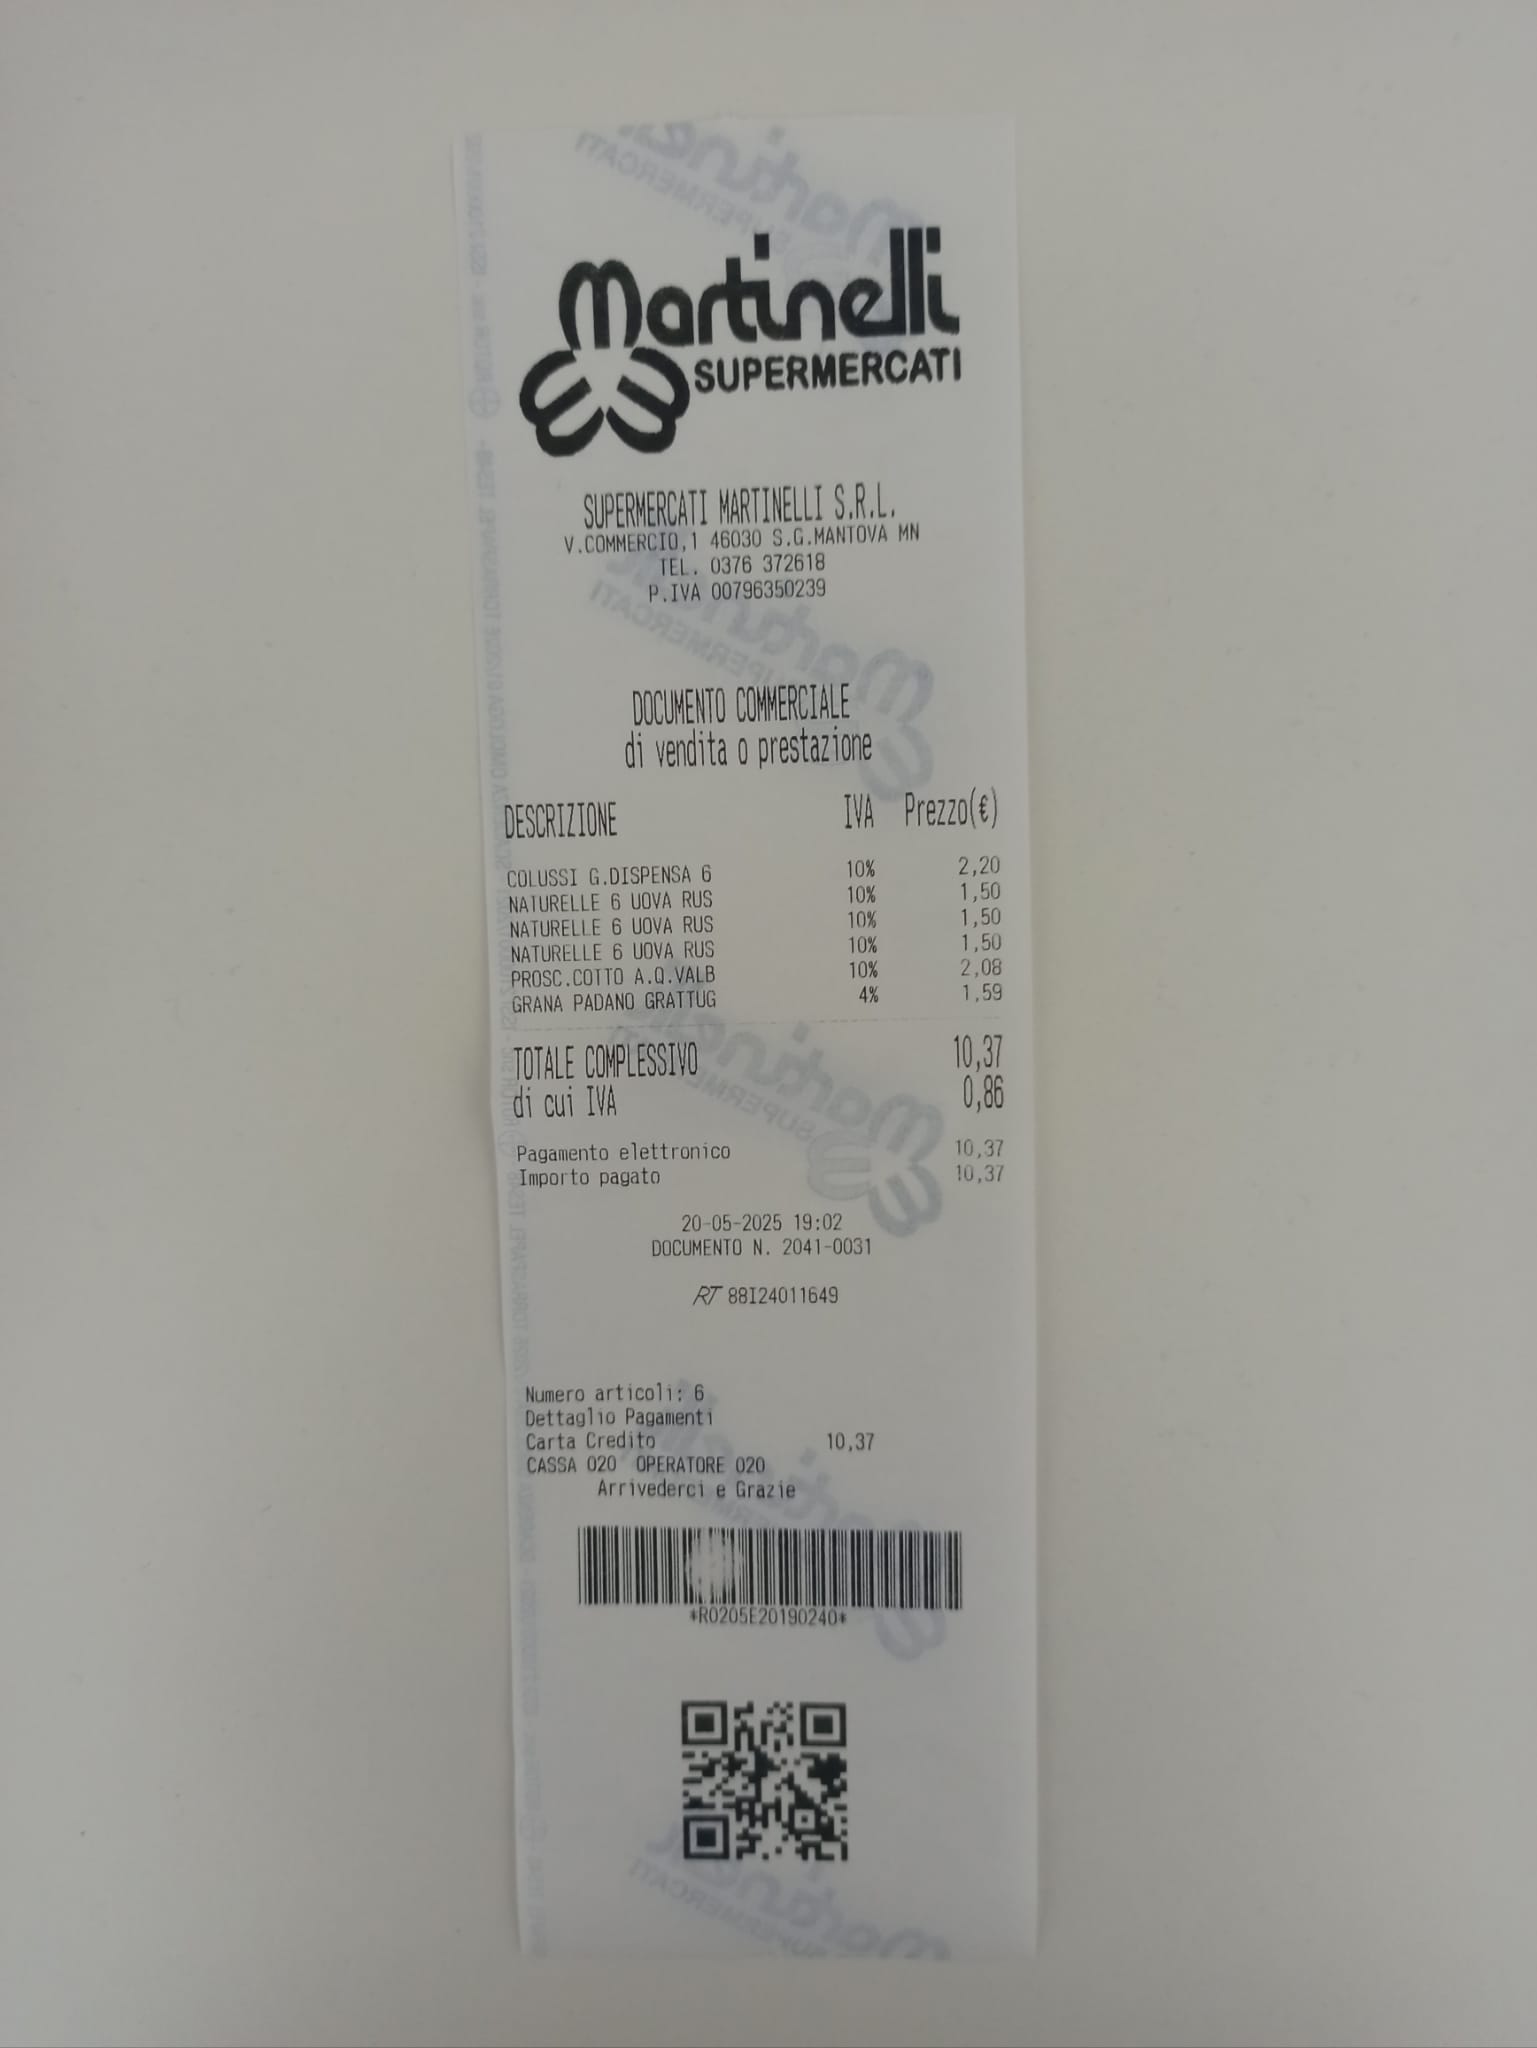 Martinelli
SUPERMERCATI
SUPERMERCATI MARTINELLI S.R.L.
V.COMMERCIO,1 46030 S.G.MANTOVA MN
TEL. 0376 372618
P.IVA 00796350239
DOCUMENTO COMMERCIALE
di vendita o prestazione
DESCRIZIONE IVA Prezzo(€)
COLUSSI G.DISPENSA 6 10% 2,20
NATURELLE 6 UOVA RUS 10% 1,50
NATURELLE 6 UOVA RUS 10% 1,50
NATURELLE 6 UOVA RUS 10% 1,50
PROSC.COTTO A.Q.VALB 10% 2,08
GRANA PADANO GRATTUG 4% 1,59
TOTALE COMPLESSIVO 10,37
di cui IVA 0,86
Pagamento elettronico 10,37
Importo pagato 10,37
20-05-2025 19:02
DOCUMENTO N. 2041-0031
RT 88I24011649
Numero articoli: 6
Dettaglio Pagamenti
Carta Credito 10,37
CASSA 020 OPERATORE 020
Arrivederci e Grazie
*R0205E20190240*